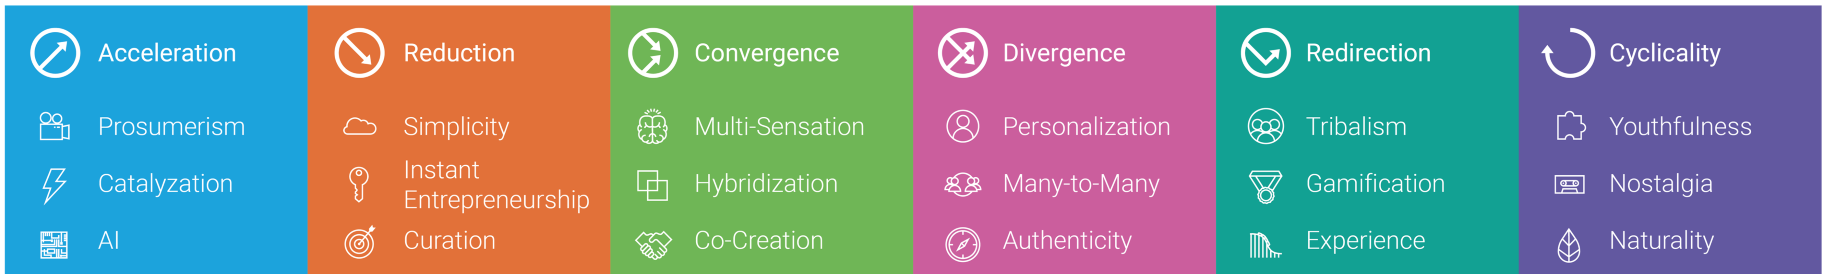 Acceleration
Prosumerism
Catalyzation
AI
Reduction
Simplicity
Instant
Entrepreneurship
Curation
Convergence
Multi-Sensation
Hybridization
Co-Creation
Divergence
Personalization
Many-to-Many
Authenticity
Redirection
Tribalism
Gamification
Experience
Cyclicality
Youthfulness
Nostalgia
Naturality